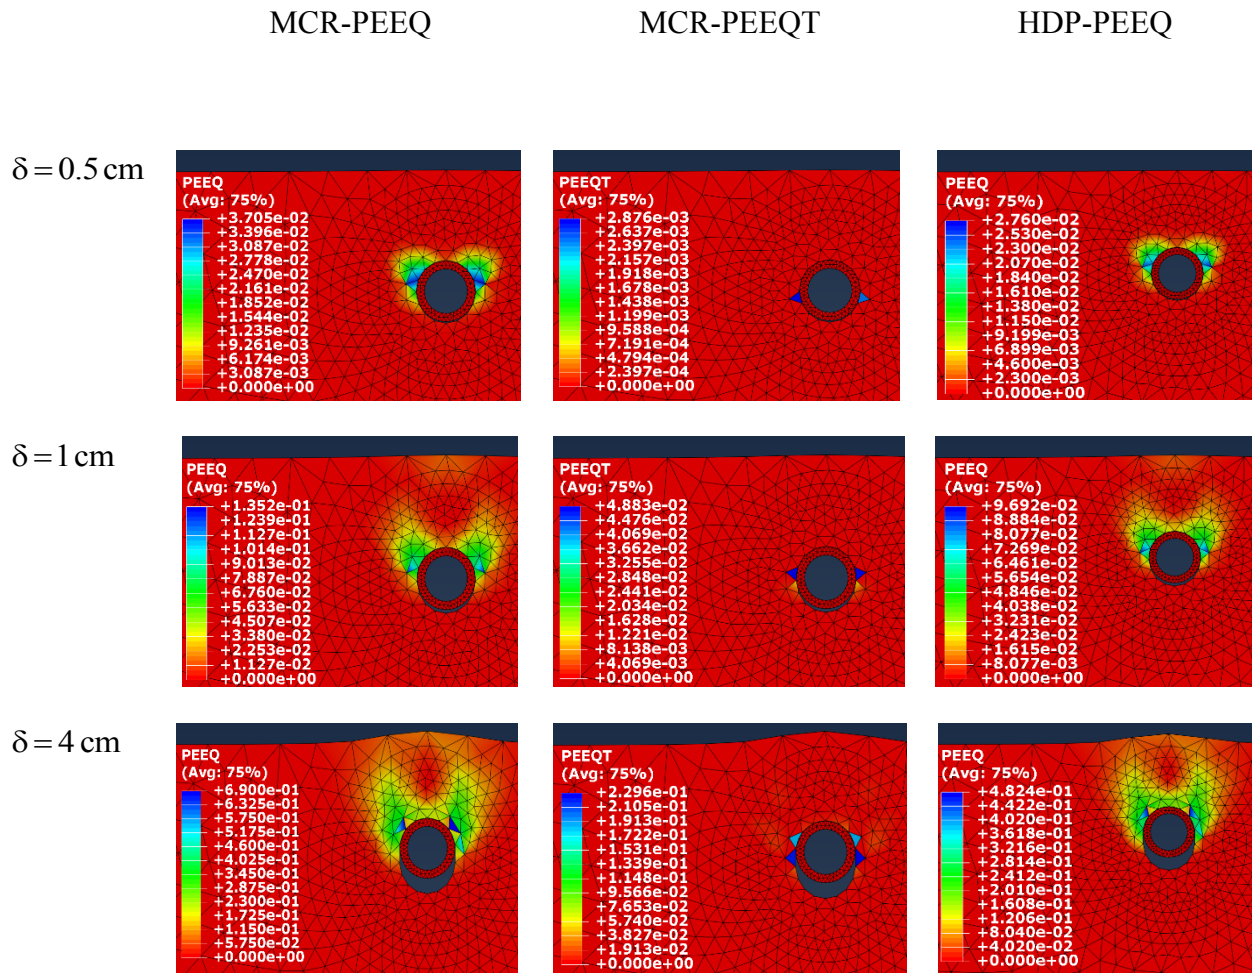 MCR-PEEQ MCR-PEEQT HDP-PEEQ
δ = 0.5 cm
PEEQ
(Avg: 75%)
+3.705e-02
+3.396e-02
+3.087e-02
+2.778e-02
+2.470e-02
+2.161e-02
+1.852e-02
+1.544e-02
+1.235e-02
+9.261e-03
+6.174e-03
+3.087e-03
+0.000e+00
PEEQT
(Avg: 75%)
+2.876e-03
+2.637e-03
+2.397e-03
+2.157e-03
+1.918e-03
+1.678e-03
+1.438e-03
+1.199e-03
+9.588e-04
+7.191e-04
+4.794e-04
+2.397e-04
+0.000e+00
PEEQ
(Avg: 75%)
+2.760e-02
+2.530e-02
+2.300e-02
+2.070e-02
+1.840e-02
+1.610e-02
+1.380e-02
+1.150e-02
+9.199e-03
+6.899e-03
+4.600e-03
+2.300e-03
+0.000e+00
δ = 1 cm
PEEQ
(Avg: 75%)
+1.352e-01
+1.239e-01
+1.127e-01
+1.014e-01
+9.013e-02
+7.887e-02
+6.760e-02
+5.633e-02
+4.507e-02
+3.380e-02
+2.253e-02
+1.127e-02
+0.000e+00
PEEQT
(Avg: 75%)
+4.883e-02
+4.476e-02
+4.069e-02
+3.662e-02
+3.255e-02
+2.848e-02
+2.441e-02
+2.034e-02
+1.628e-02
+1.221e-02
+8.138e-03
+4.069e-03
+0.000e+00
PEEQ
(Avg: 75%)
+9.692e-02
+8.884e-02
+8.077e-02
+7.269e-02
+6.461e-02
+5.654e-02
+4.846e-02
+4.038e-02
+3.231e-02
+2.423e-02
+1.615e-02
+8.077e-03
+0.000e+00
δ = 4 cm
PEEQ
(Avg: 75%)
+6.900e-01
+6.325e-01
+5.750e-01
+5.175e-01
+4.600e-01
+4.025e-01
+3.450e-01
+2.875e-01
+2.300e-01
+1.725e-01
+1.150e-01
+5.750e-02
+0.000e+00
PEEQT
(Avg: 75%)
+2.296e-01
+2.105e-01
+1.913e-01
+1.722e-01
+1.531e-01
+1.339e-01
+1.148e-01
+9.566e-02
+7.653e-02
+5.740e-02
+3.827e-02
+1.913e-02
+0.000e+00
PEEQ
(Avg: 75%)
+4.824e-01
+4.422e-01
+4.020e-01
+3.618e-01
+3.216e-01
+2.814e-01
+2.412e-01
+2.010e-01
+1.608e-01
+1.206e-01
+8.040e-02
+4.020e-02
+0.000e+00